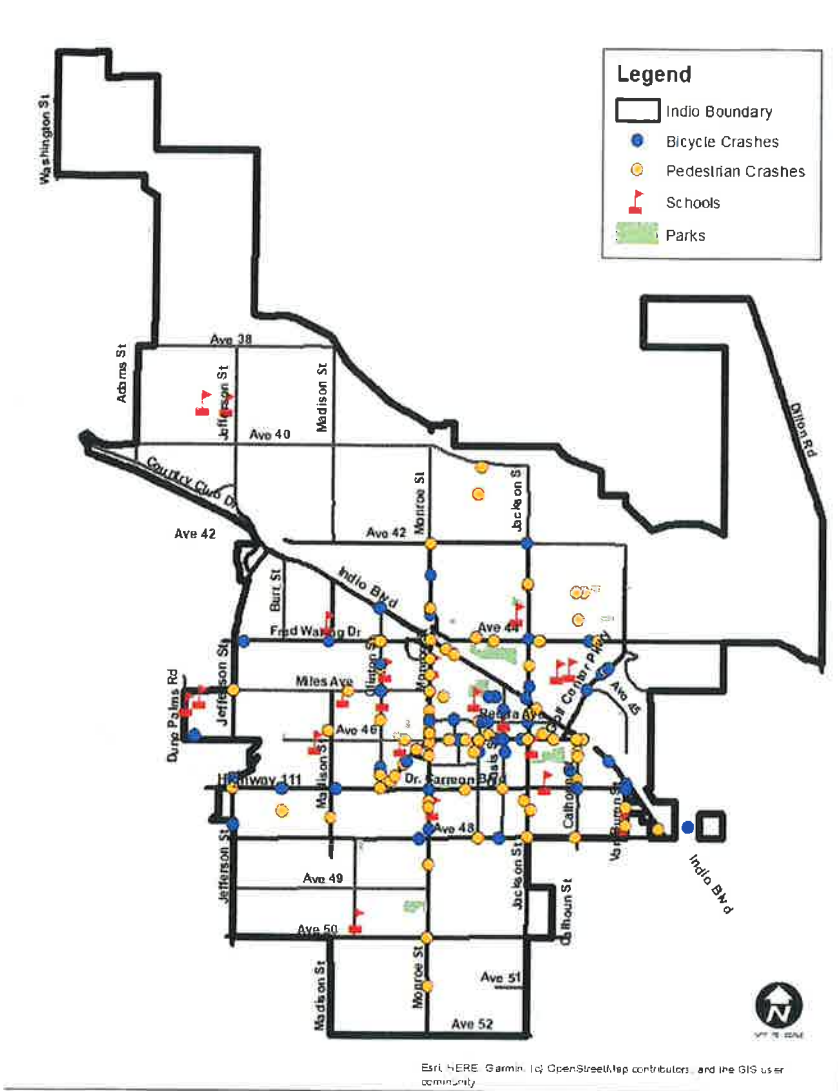 Legend
Indio Boundary
Bicycle Crashes
Pedestrian Crashes
Schools
Parks
Washington St
Ave 38
Adams St
Jefferson St
Madison St
Dillon Rd
Ave 40
Country Club Dr
Monroe St
Jackson S
Ave 42
Ave 42
Indio Blvd
Burr St
Fred Waring Dr
Ave 44
Clinton St
Golf Center Pkwy
Jefferson St
Miles Ave
Ave 45
Dune Palms Rd
Ave 46
Madison St
Highway 111
Dr. Carreon Blvd
Calhou
Van Buren S
Ave 48
Jefferson St
Jackson St
Indio Blvd
Ave 49
Calhoun St
Ave 50
Madison St
Monroe St
Ave 51
Ave 52
N
Esri, HERE, Garmin, (c) OpenStreetMap contributors, and the GIS user
community